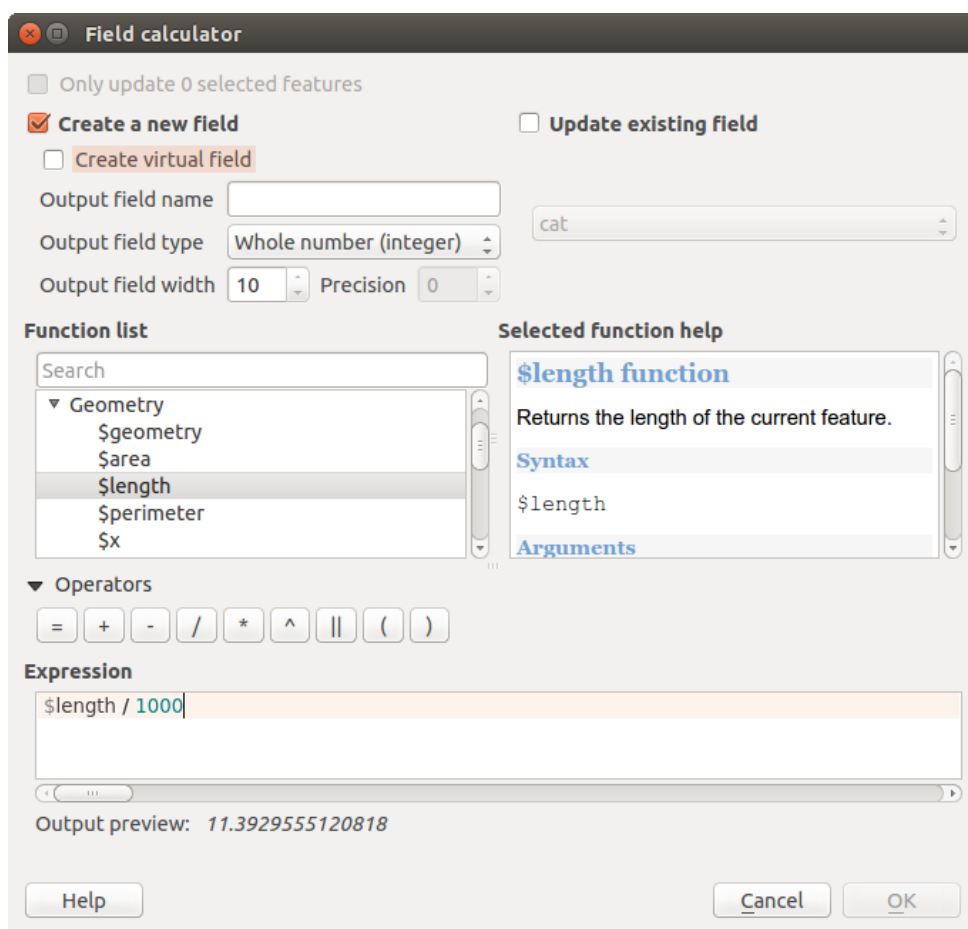 Field calculator
Only update 0 selected features
Create a new field
Update existing field
Create virtual field
Output field name
cat
Output field type Whole number (integer)
Output field width 10 Precision 0
Function list
Selected function help
Search
Geometry
$geometry
$area
$length
$perimeter
$x
$length function
Returns the length of the current feature.
Syntax
$length
Arguments
Operators
= + - / * ^ || ( )
Expression
$length / 1000
Output preview: 11.3929555120818
Help Cancel OK